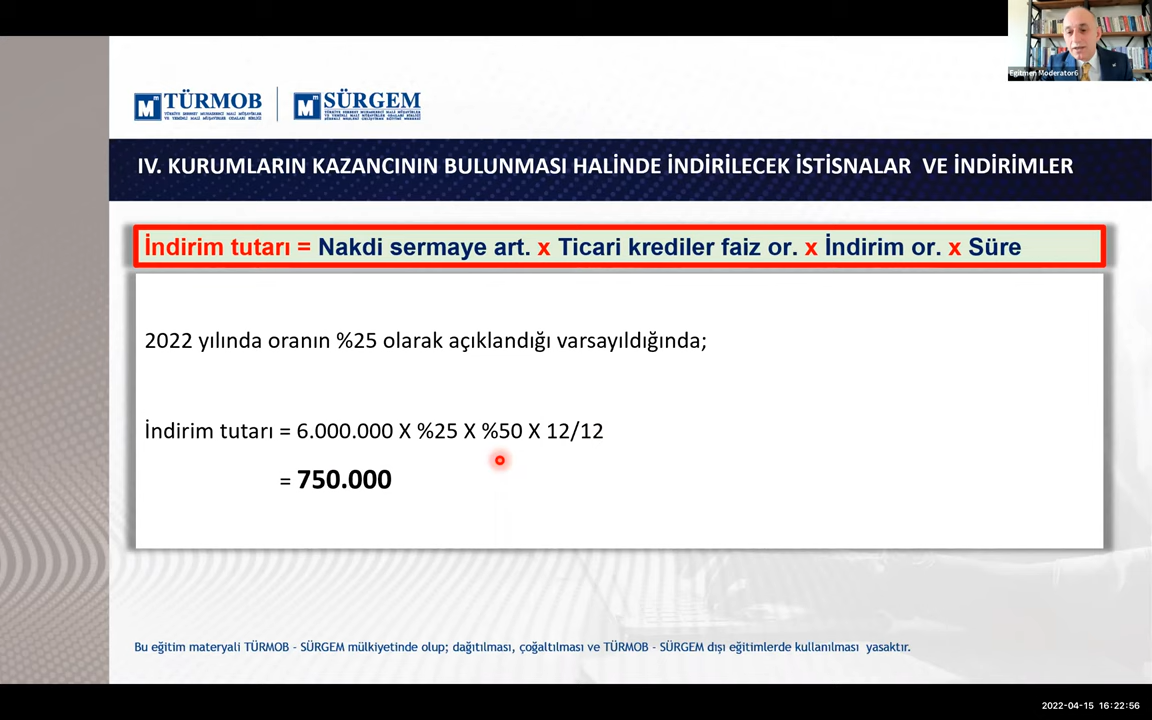 Egitmen Moderator6
TÜRMOB
SÜRGEM
IV. KURUMLARIN KAZANCININ BULUNMASI HALİNDE İNDİRİLECEK İSTİSNALAR VE İNDİRİMLER
İndirim tutarı = Nakdi sermaye art. x Ticari krediler faiz or. x İndirim or. x Süre
2022 yılında oranın %25 olarak açıklandığı varsayıldığında;
İndirim tutarı = 6.000.000 X %25 X %50 X 12/12
= 750.000
Bu eğitim materyali TÜRMOB - SÜRGEM mülkiyetinde olup; dağıtılması, çoğaltılması ve TÜRMOB - SÜRGEM dışı eğitimlerde kullanılması yasaktır.
2022-04-15 16:22:56